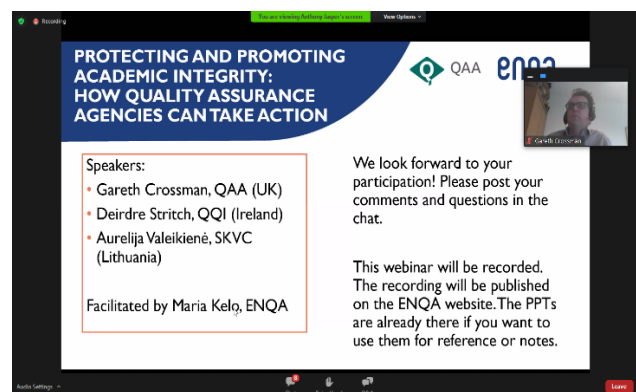 Recording
You are viewing Anthony Jasper's screen
View Options
PROTECTING AND PROMOTING
ACADEMIC INTEGRITY:
HOW QUALITY ASSURANCE
AGENCIES CAN TAKE ACTION
QAA
enqa
Gareth Crossman
Speakers:
• Gareth Crossman, QAA (UK)
• Deirdre Stritch, QQI (Ireland)
• Aurelija Valeikienė, SKVC
(Lithuania)
Facilitated by Maria Kelo, ENQA
We look forward to your
participation! Please post your
comments and questions in the
chat.
This webinar will be recorded.
The recording will be published
on the ENQA website.The PPTs
are already there if you want to
use them for reference or notes.
Audio Settings
Leave